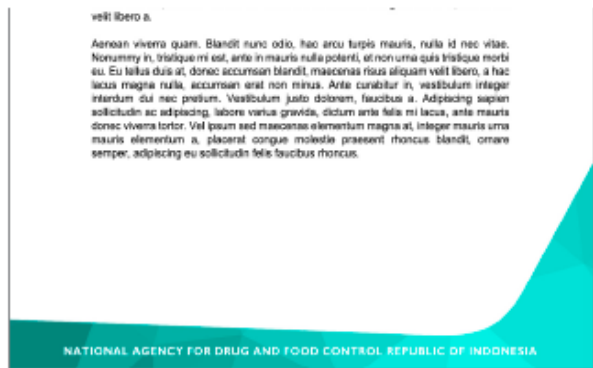 velit libero a.
Aenean viverra quam. Blandit nunc odio, hac arcu turpis mauris, nulla id nec vitae.
Nonummy in, tristique mi est, ante in mauris nulla potenti, et non urna quis tristique morbi
eu. Eu tellus duis at, donec accumsan blandit, maecenas risus aliquam velit libero, a hac
lacus magna nulla, accumsan erat non minus. Ante curabitur in, vestibulum integer
interdum dui nec pretium. Vestibulum justo dolorem, faucibus a. Adipiscing sapien
sollicitudin ac adipiscing, labore varius gravida, dictum ante felis mi lacus, ante mauris
donec viverra tortor. Vel ipsum sed maecenas elementum magna at, integer mauris urna
mauris elementum a, placerat congue molestie praesent rhoncus blandit, ornare
semper, adipiscing eu sollicitudin felis faucibus rhoncus.
NATIONAL AGENCY FOR DRUG AND FOOD CONTROL REPUBLIC OF INDONESIA